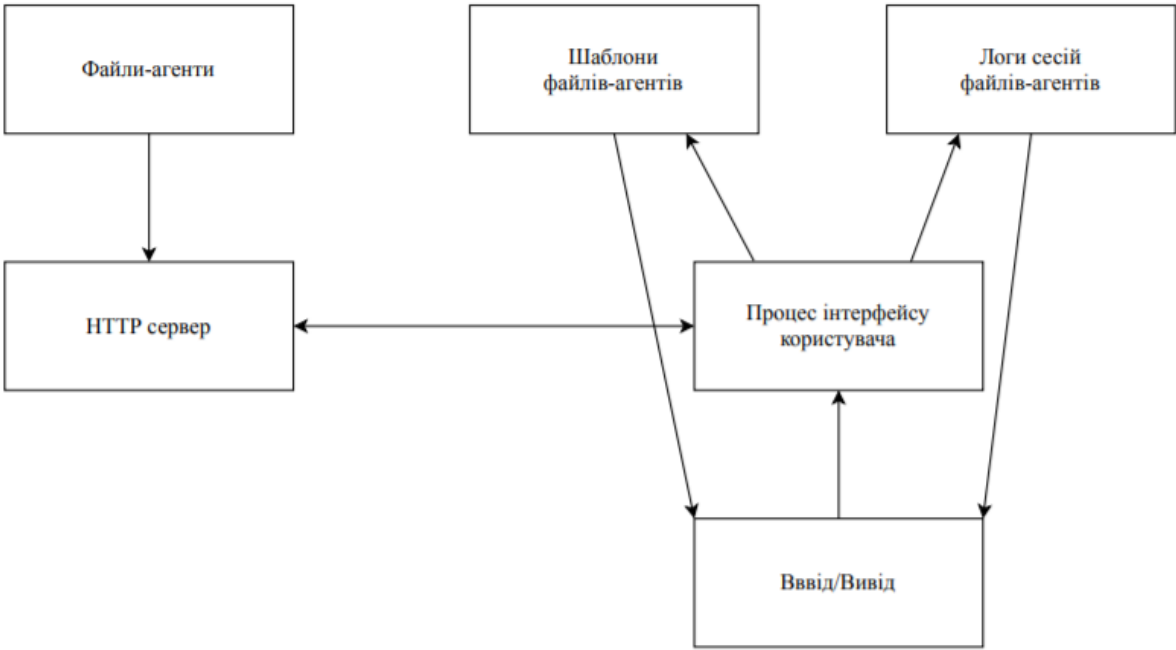 Файли-агенти
Шаблони
файлів-агентів
Логи сесій
файлів-агентів
HTTP сервер
Процес інтерфейсу
користувача
Вввід/Вивід